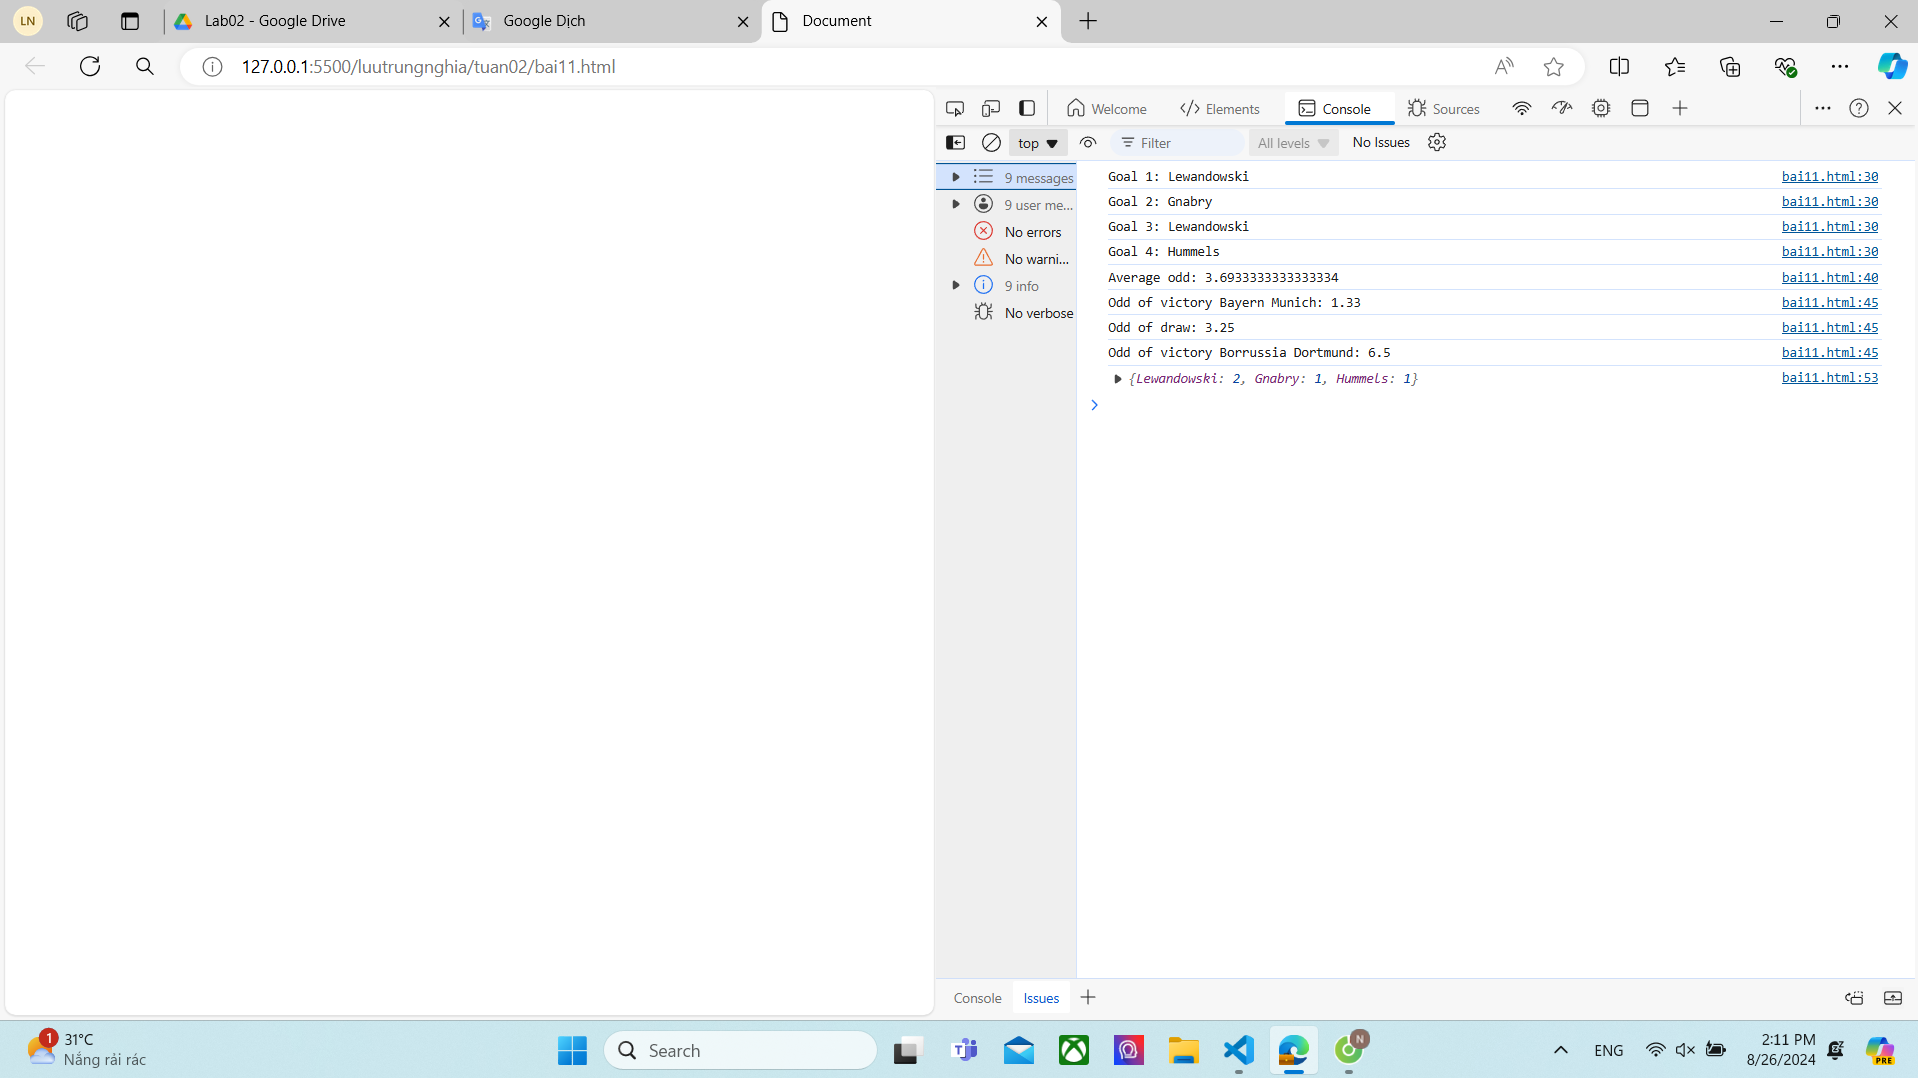 LN
Lab02 - Google Drive
Google Dịch
Document
127.0.0.1:5500/luutrungnghia/tuan02/bai11.html
Welcome
Elements
Console
Sources
top
Filter
All levels
No Issues
9 messages
9 user me...
No errors
No warni...
9 info
No verbose
Goal 1: Lewandowski bai11.html:30
Goal 2: Gnabry bai11.html:30
Goal 3: Lewandowski bai11.html:30
Goal 4: Hummels bai11.html:30
Average odd: 3.6933333333333334 bai11.html:40
Odd of victory Bayern Munich: 1.33 bai11.html:45
Odd of draw: 3.25 bai11.html:45
Odd of victory Borrussia Dortmund: 6.5 bai11.html:45
{Lewandowski: 2, Gnabry: 1, Hummels: 1} bai11.html:53
Console
Issues
1
31°C
Nắng rải rác
Search
N
ENG
2:11 PM
8/26/2024
PRE